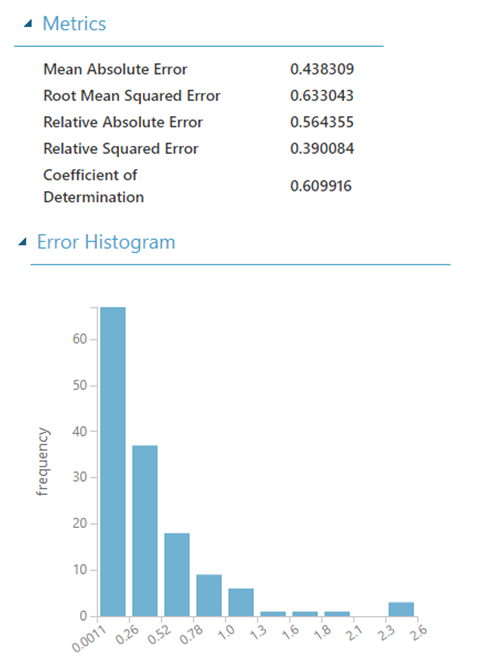 Metrics
Mean Absolute Error 0.438309
Root Mean Squared Error 0.633043
Relative Absolute Error 0.564355
Relative Squared Error 0.390084
Coefficient of
Determination 0.609916
Error Histogram
frequency
60
50
40
30
20
10
0
0.0011 0.26 0.52 0.78 1.0 1.3 1.6 1.8 2.1 2.3 2.6